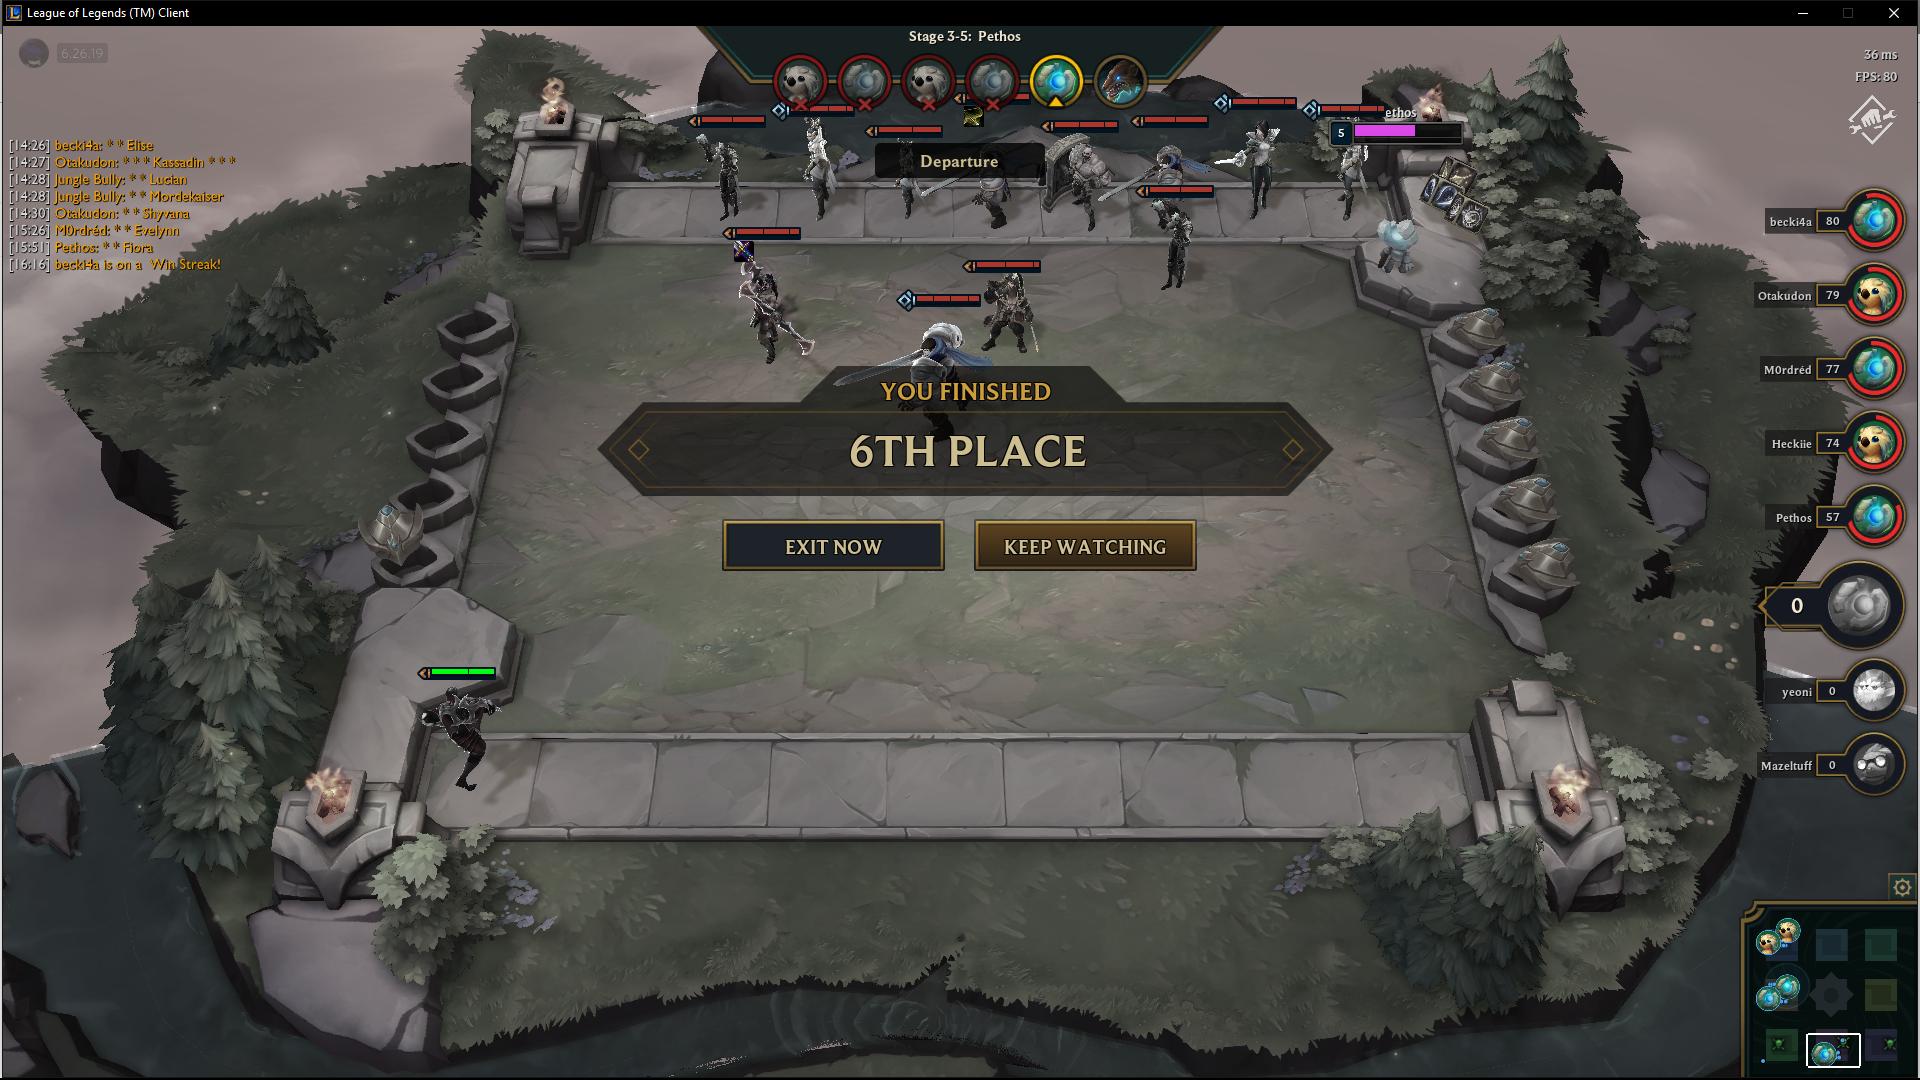 League of Legends (TM) Client
6.26.19
Stage 3-5: Pethos
36 ms
FPS: 80
ethos
5
Departure
[14:26] becki4a: * * Elise
[14:27] Otakudon: * * * Kassadin * * *
[14:28] Jungle Bully: * * Lucian
[14:28] Jungle Bully: * * Mordekaiser
[14:30] Otakudon: * * Shyvana
[15:26] M0rdréd: * * Evelynn
[15:51] Pethos: * * Fiora
[16:16] becki4a is on a Win Streak!
becki4a 80
Otakudon 79
M0rdréd 77
Heckiie 74
Pethos 57
0
yeoni 0
Mazeltuff 0
YOU FINISHED
6TH PLACE
EXIT NOW
KEEP WATCHING